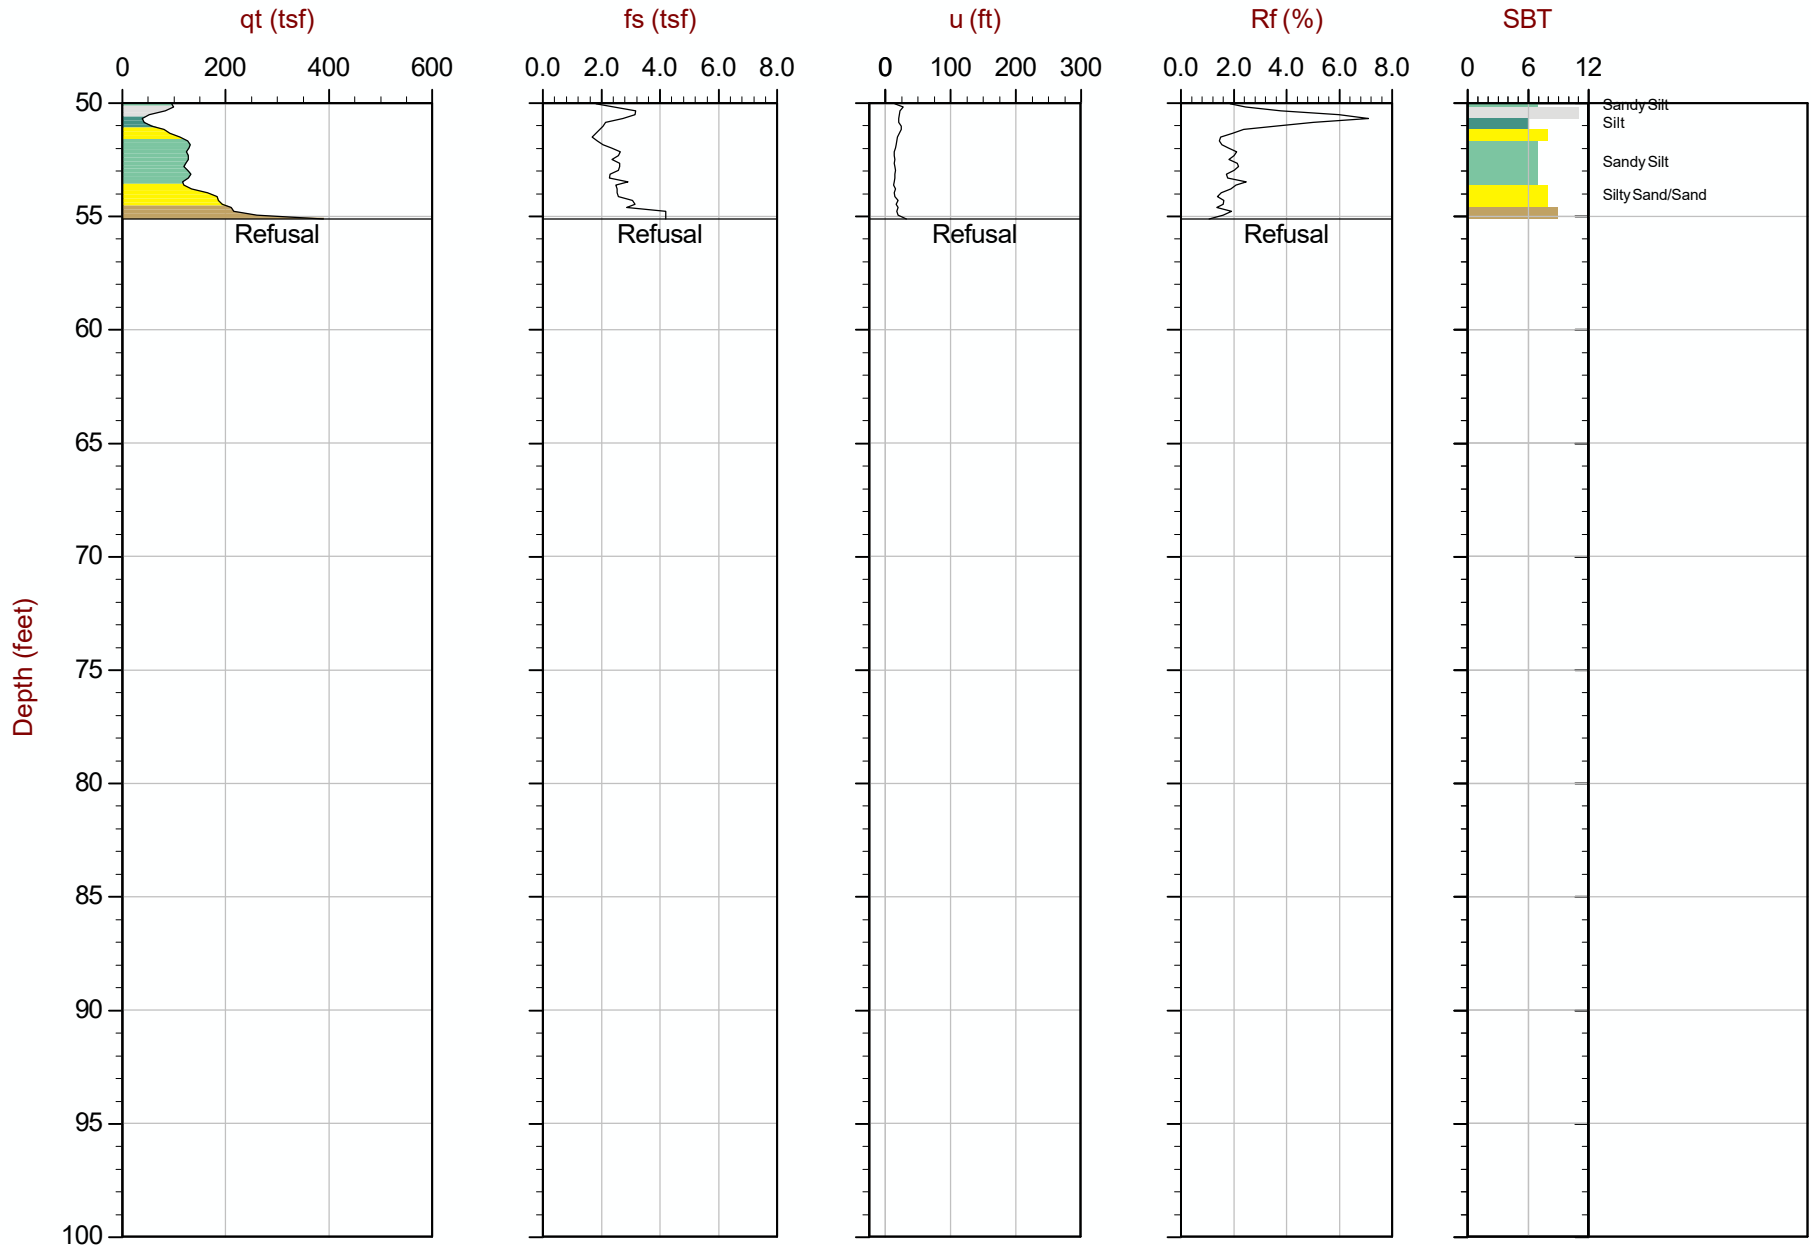 qt (tsf) fs (tsf) u (ft) Rf (%) SBT
0 200 400 600 0.0 2.0 4.0 6.0 8.0 0 100 200 300 0.0 2.0 4.0 6.0 8.0 0 6 12
50
Sandy Silt
Silt
Sandy Silt
Silty Sand/Sand
55
Refusal Refusal Refusal Refusal
60
65
70
75
80
85
90
95
100
Depth (feet)